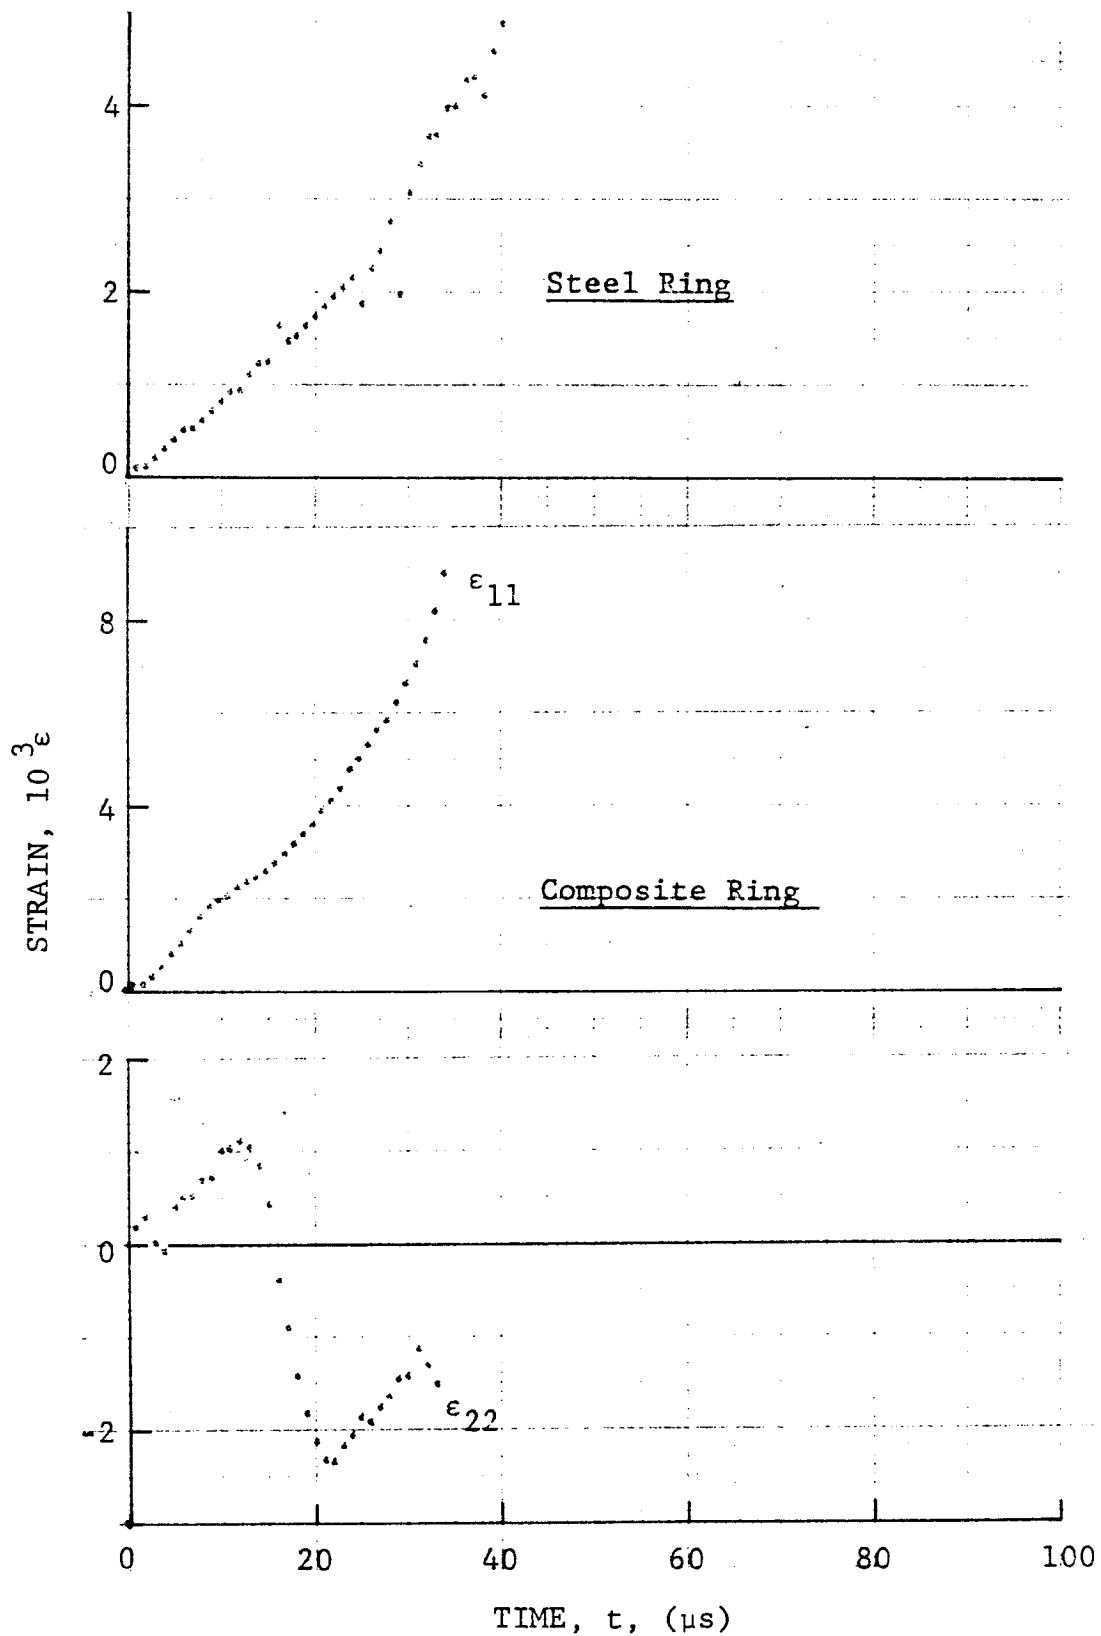 4
Steel Ring
2
0
ε11
8
STRAIN, 10³ε
4
Composite Ring
0
2
0
ε22
-2
0 20 40 60 80 100
TIME, t, (μs)